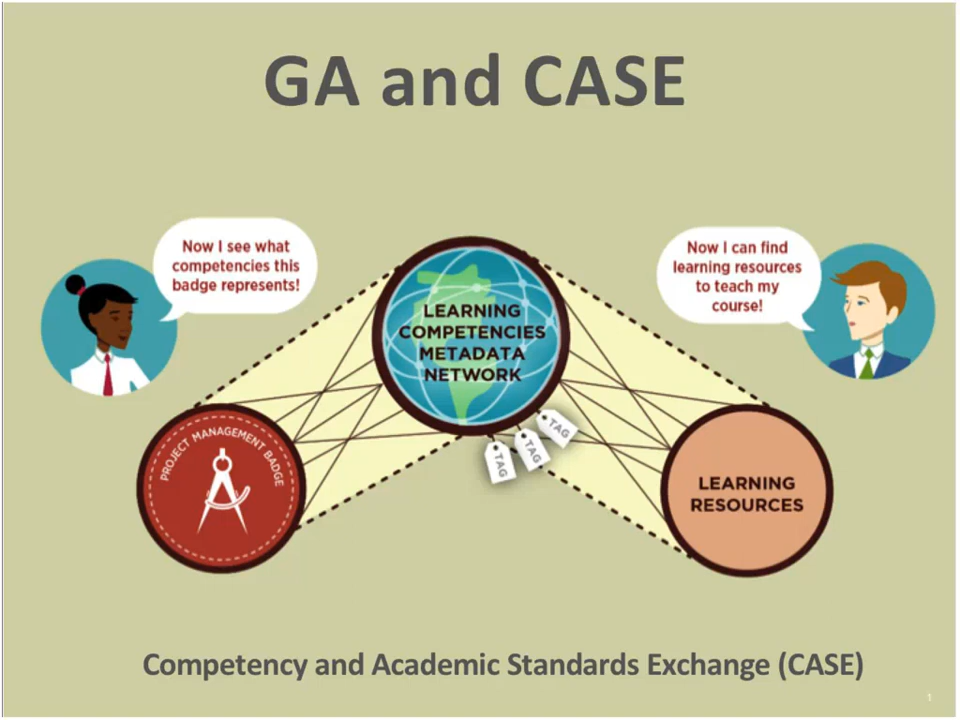 GA and CASE
Now I see what
competencies this
badge represents!
Now I can find
learning resources
to teach my
course!
LEARNING
COMPETENCIES
METADATA
NETWORK
TAG
TAG
TAG
PROJECT MANAGEMENT BADGE
LEARNING
RESOURCES
Competency and Academic Standards Exchange (CASE)
1